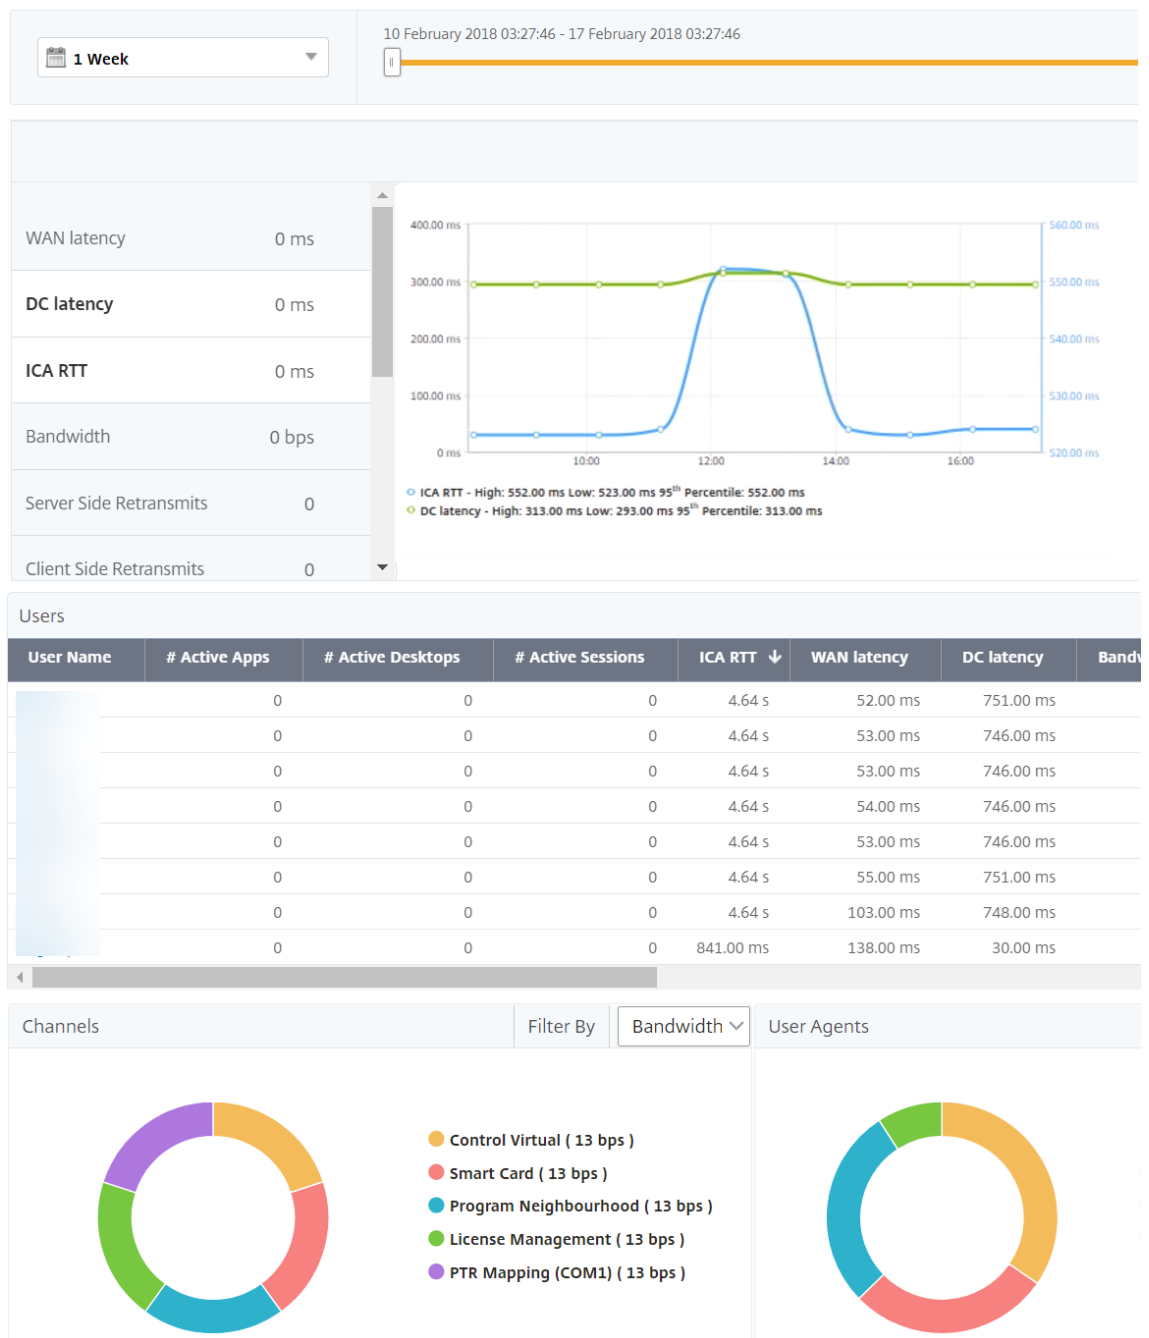 10 February 2018 03:27:46 - 17 February 2018 03:27:46
1 Week
WAN latency 0 ms
DC latency 0 ms
ICA RTT 0 ms
Bandwidth 0 bps
Server Side Retransmits 0
Client Side Retransmits 0
400.00 ms 560.00 ms
300.00 ms 550.00 ms
200.00 ms 540.00 ms
100.00 ms 530.00 ms
0 ms 520.00 ms
10:00 12:00 14:00 16:00
ICA RTT - High: 552.00 ms Low: 523.00 ms 95th Percentile: 552.00 ms
DC latency - High: 313.00 ms Low: 293.00 ms 95th Percentile: 313.00 ms
Users
User Name # Active Apps # Active Desktops # Active Sessions ICA RTT WAN latency DC latency Bandw
0 0 0 4.64 s 52.00 ms 751.00 ms
0 0 0 4.64 s 53.00 ms 746.00 ms
0 0 0 4.64 s 53.00 ms 746.00 ms
0 0 0 4.64 s 54.00 ms 746.00 ms
0 0 0 4.64 s 53.00 ms 746.00 ms
0 0 0 4.64 s 55.00 ms 751.00 ms
0 0 0 4.64 s 103.00 ms 748.00 ms
0 0 0 841.00 ms 138.00 ms 30.00 ms
Channels Filter By Bandwidth User Agents
Control Virtual ( 13 bps )
Smart Card ( 13 bps )
Program Neighbourhood ( 13 bps )
License Management ( 13 bps )
PTR Mapping (COM1) ( 13 bps )